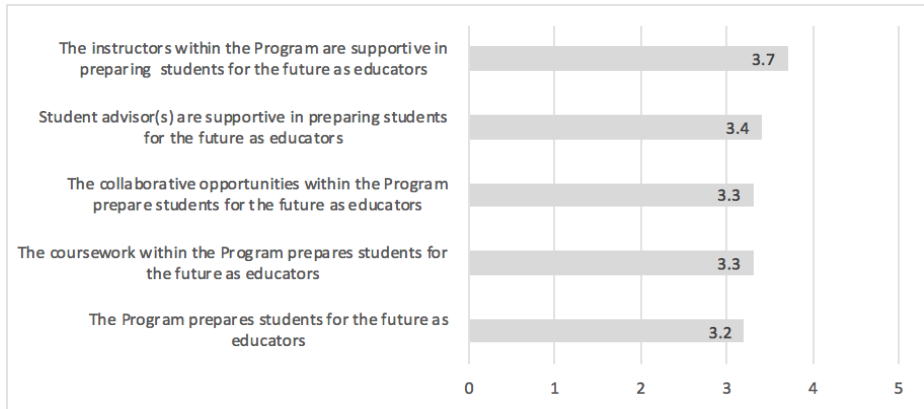 The instructors within the Program are supportive in
preparing students for the future as educators
3.7
Student advisor(s) are supportive in preparing students
for the future as educators
3.4
The collaborative opportunities within the Program
prepare students for the future as educators
3.3
The coursework within the Program prepares students for
the future as educators
3.3
The Program prepares students for the future as
educators
3.2
0 1 2 3 4 5